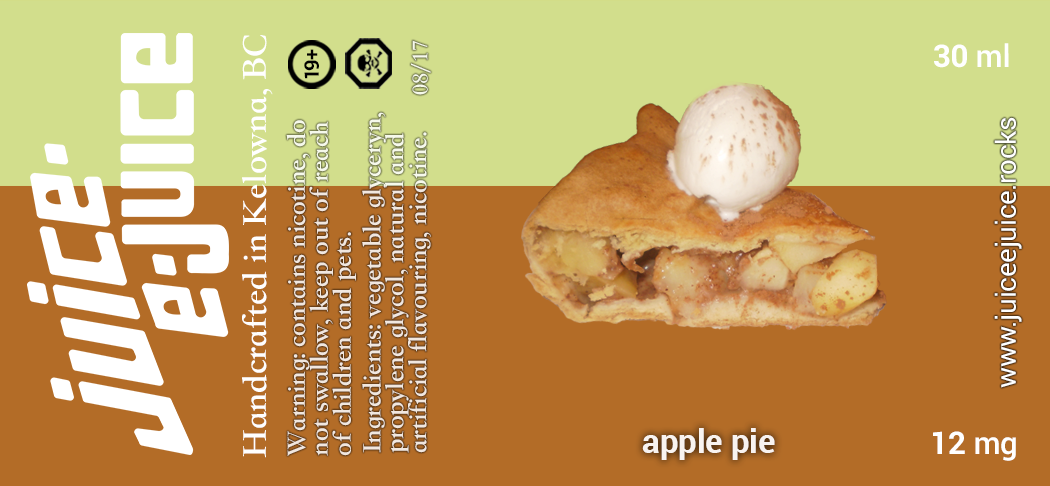 juice·
e·juice
Handcrafted in Kelowna, BC
19+
Warning: contains nicotine, do
not swallow, keep out of reach
of children and pets.
Ingredients: vegetable glyceryn,
propylene glycol, natural and
artificial flavouring, nicotine.
08/17
apple pie
30 ml
www.juiceejuice.rocks
12 mg